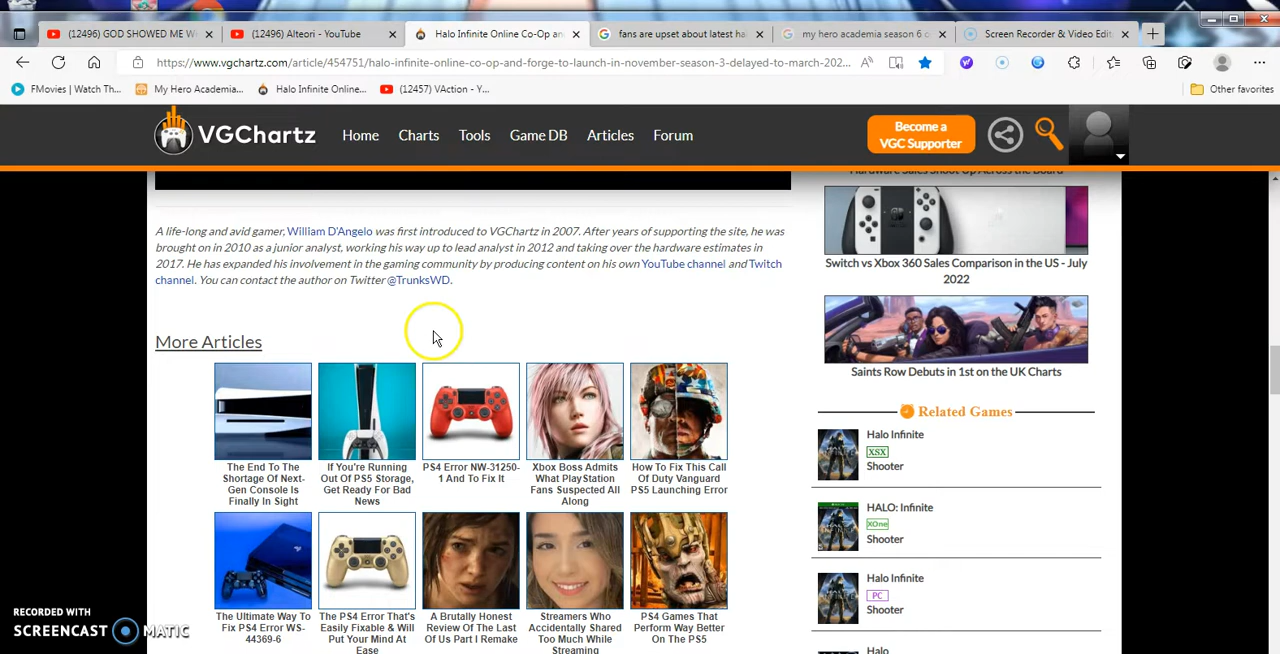 (12496) GOD SHOWED ME W
(12496) Alteori - YouTube
Halo Infinite Online Co-Op an
fans are upset about latest ha
my hero academia season 6 o
Screen Recorder & Video Edit
https://www.vgchartz.com/article/454751/halo-infinite-online-co-op-and-forge-to-launch-in-november-season-3-delayed-to-march-202...
FMovies | Watch Th...
My Hero Academia...
Halo Infinite Online...
(12457) VAction - Y...
Other favorites
VGChartz
Home
Charts
Tools
Game DB
Articles
Forum
Become a
VGC Supporter
Hardware Sales Shoot Up Across the Board
A life-long and avid gamer, William D'Angelo was first introduced to VGChartz in 2007. After years of supporting the site, he was
brought on in 2010 as a junior analyst, working his way up to lead analyst in 2012 and taking over the hardware estimates in
2017. He has expanded his involvement in the gaming community by producing content on his own YouTube channel and Twitch
channel. You can contact the author on Twitter @TrunksWD.
More Articles
The End To The
Shortage Of Next-
Gen Console Is
Finally In Sight
If You're Running
Out Of PS5 Storage,
Get Ready For Bad
News
PS4 Error NW-31250-
1 And To Fix It
Xbox Boss Admits
What PlayStation
Fans Suspected All
Along
How To Fix This Call
Of Duty Vanguard
PS5 Launching Error
The Ultimate Way To
Fix PS4 Error WS-
44369-6
The PS4 Error That's
Easily Fixable & Will
Put Your Mind At
Ease
A Brutally Honest
Review Of The Last
Of Us Part I Remake
Streamers Who
Accidentally Shared
Too Much While
Streaming
PS4 Games That
Perform Way Better
On The PS5
Switch vs Xbox 360 Sales Comparison in the US - July
2022
Saints Row Debuts in 1st on the UK Charts
Related Games
Halo Infinite
XSX
Shooter
HALO: Infinite
XOne
Shooter
Halo Infinite
PC
Shooter
Halo
RECORDED WITH
SCREENCAST MATIC